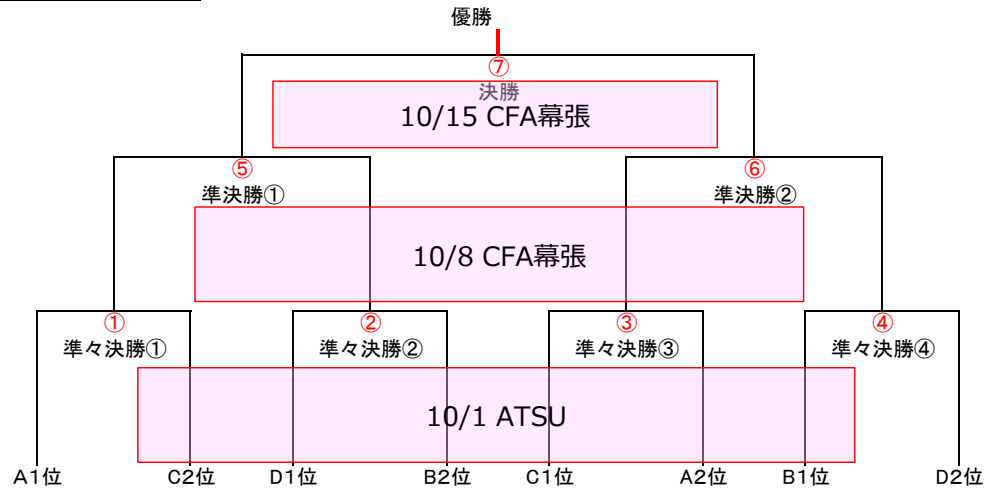 優勝
⑦
決勝
10/15 CFA幕張
⑤
⑥
準決勝①
準決勝②
10/8 CFA幕張
①
②
③
④
準々決勝①
準々決勝②
準々決勝③
準々決勝④
10/1 ATSU
A1位
C2位
D1位
B2位
C1位
A2位
B1位
D2位